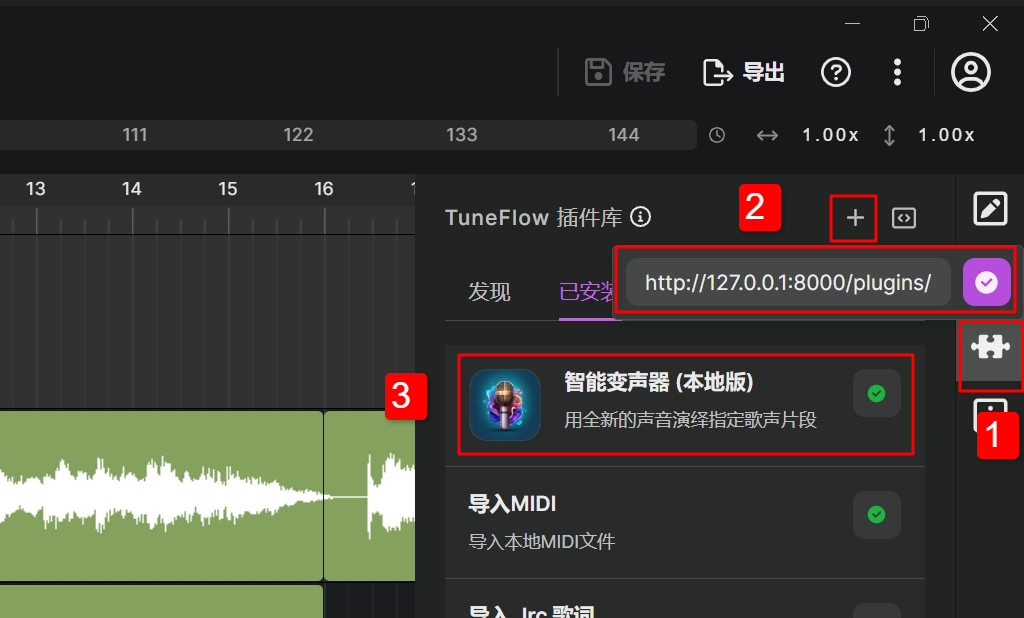 保存 导出
111 122 133 144 1.00x 1.00x
13 14 15 16
TuneFlow 插件库
2
发现 已安装
http://127.0.0.1:8000/plugins/
3
智能变声器 (本地版)
用全新的声音演绎指定歌声片段
1
导入MIDI
导入本地MIDI文件
导入 .lrc 歌词